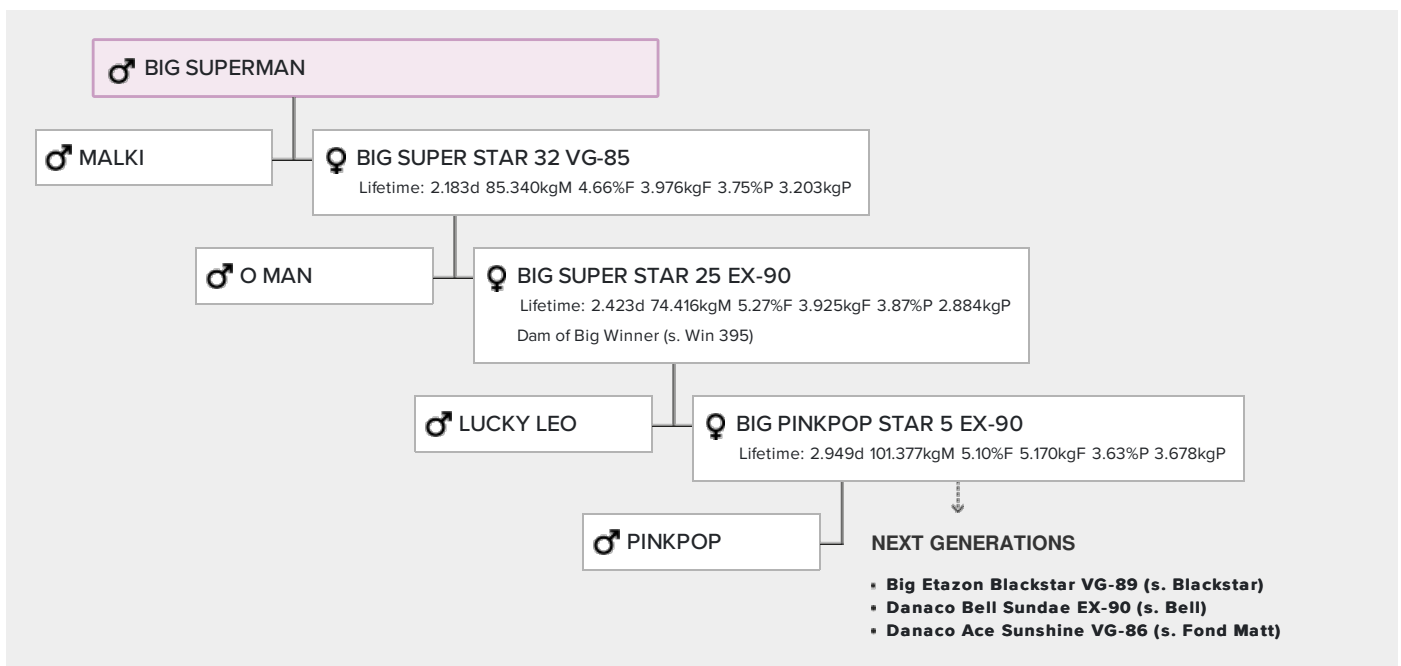 BIG SUPERMAN
MALKI
BIG SUPER STAR 32 VG-85
Lifetime: 2.183d 85.340kgM 4.66%F 3.976kgF 3.75%P 3.203kgP
O MAN
BIG SUPER STAR 25 EX-90
Lifetime: 2.423d 74.416kgM 5.27%F 3.925kgF 3.87%P 2.884kgP
Dam of Big Winner (s. Win 395)
LUCKY LEO
BIG PINKPOP STAR 5 EX-90
Lifetime: 2.949d 101.377kgM 5.10%F 5.170kgF 3.63%P 3.678kgP
PINKPOP
NEXT GENERATIONS
• Big Etazon Blackstar VG-89 (s. Blackstar)
• Danaco Bell Sundae EX-90 (s. Bell)
• Danaco Ace Sunshine VG-86 (s. Fond Matt)